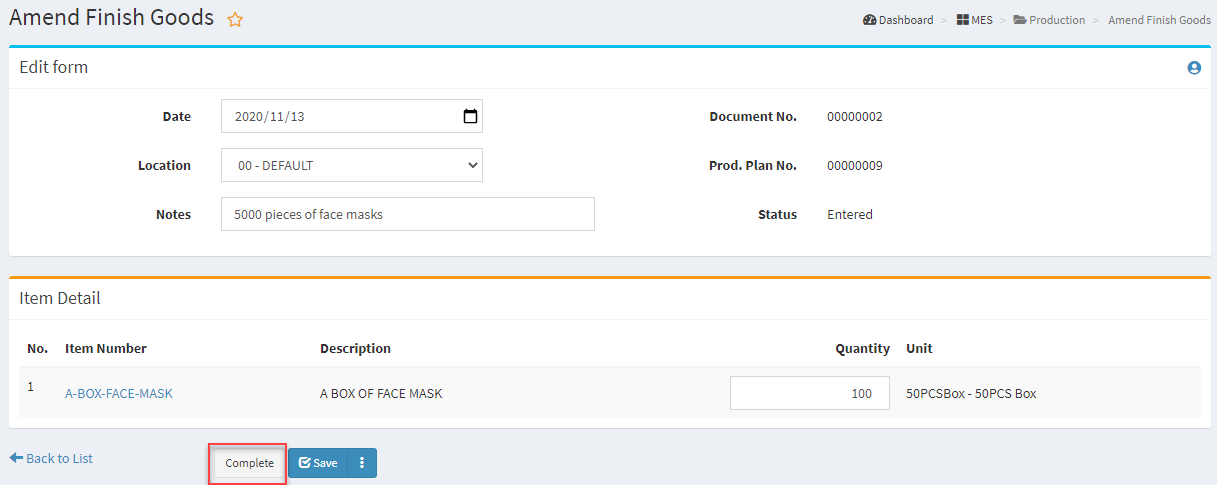 Amend Finish Goods
Dashboard > MES > Production > Amend Finish Goods
Edit form
Date 2020/11/13 Document No. 00000002
Location 00 - DEFAULT Prod. Plan No. 00000009
Notes 5000 pieces of face masks Status Entered
Item Detail
No. Item Number Description Quantity Unit
1 A-BOX-FACE-MASK A BOX OF FACE MASK 100 50PCSBox - 50PCS Box
Back to List Complete Save